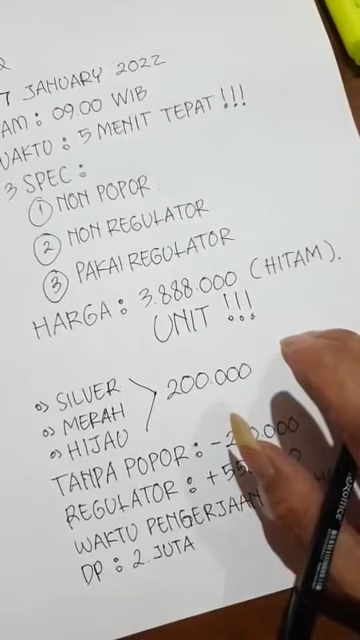 7 JANUARY 2022
AM : 09.00 WIB
WAKTU : 5 MENIT TEPAT !!!
3 SPEC :
① NON POPOR
② NON REGULATOR
③ PAKAI REGULATOR
HARGA : 3.888.000 (HITAM).
UNIT !!!
SILVER
MERAH 200.000
HIJAU
TANPA POPOR : -
REGULATOR : + 55
WAKTU PENGERJAAN
DP : 2. JUTA